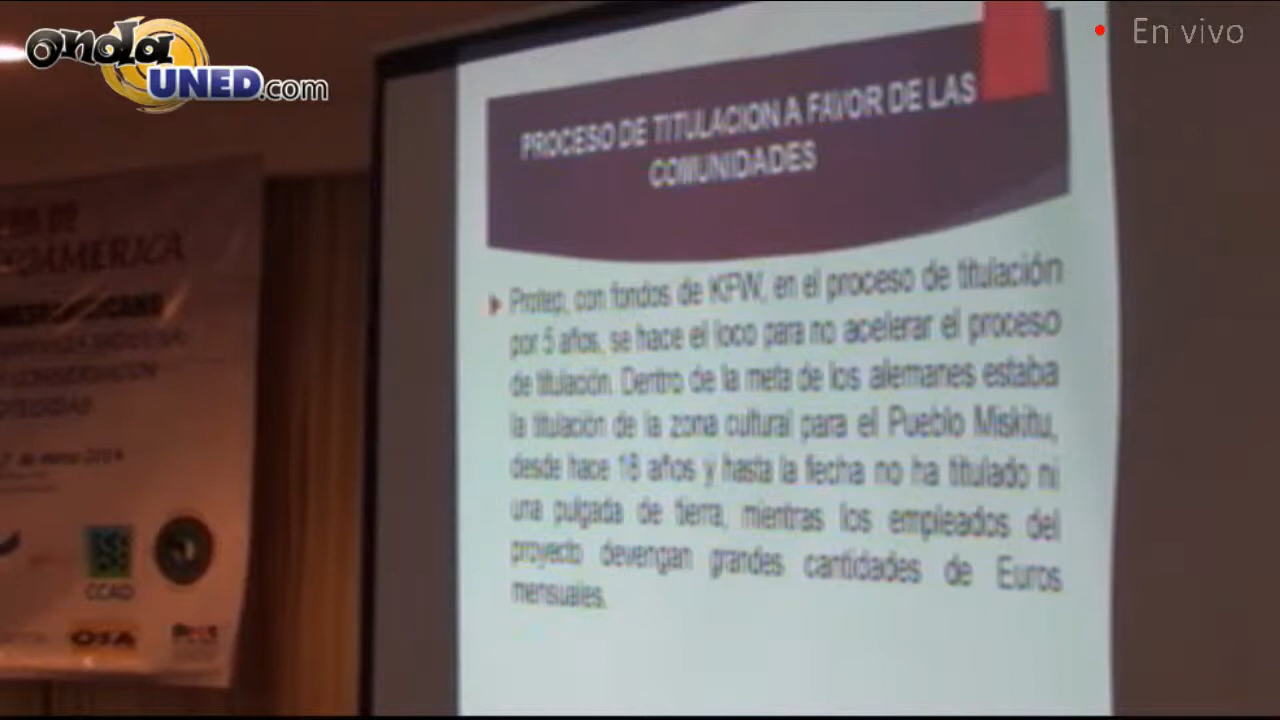 onda
UNED.com
En vivo
PROCESO DE TITULACION A FAVOR DE LAS
COMUNIDADES
Protep, con fondos de KFW, en el proceso de titulación
por 5 años, se hace el loco para no acelerar el proceso
de titulación. Dentro de la meta de los alemanes estaba
la titulación de la zona cultural para el Pueblo Miskitu,
desde hace 18 años y hasta la fecha no ha titulado ni
una pulgada de tierra, mientras los empleados del
proyecto devengan grandes cantidades de Euros
mensuales.
CCAD
OSA